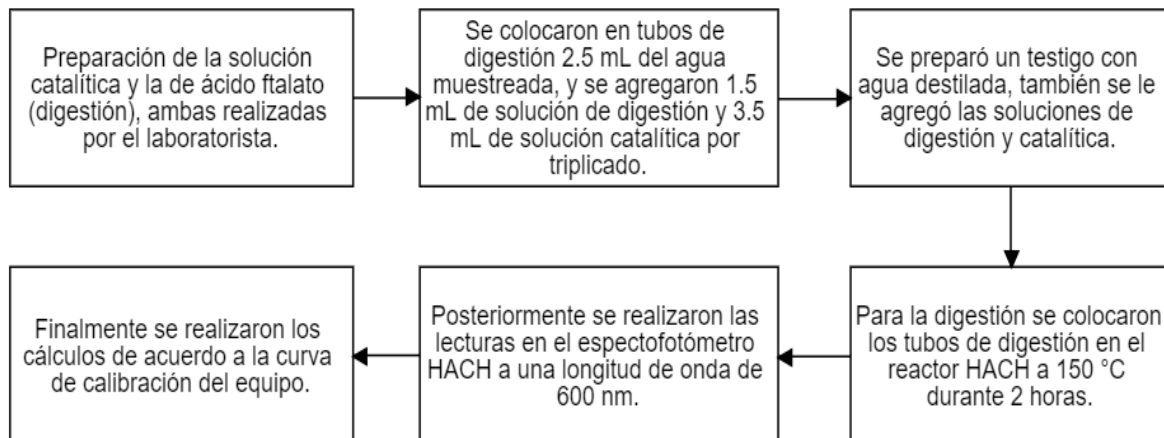 Preparación de la solución
catalítica y la de ácido ftalato
(digestión), ambas realizadas
por el laboratorista.
Se colocaron en tubos de
digestión 2.5 mL del agua
muestreada, y se agregaron 1.5
mL de solución de digestión y 3.5
mL de solución catalítica por
triplicado.
Se preparó un testigo con
agua destilada, también se le
agregó las soluciones de
digestión y catalítica.
Para la digestión se colocaron
los tubos de digestión en el
reactor HACH a 150 °C
durante 2 horas.
Posteriormente se realizaron las
lecturas en el espectofotómetro
HACH a una longitud de onda de
600 nm.
Finalmente se realizaron los
cálculos de acuerdo a la curva
de calibración del equipo.